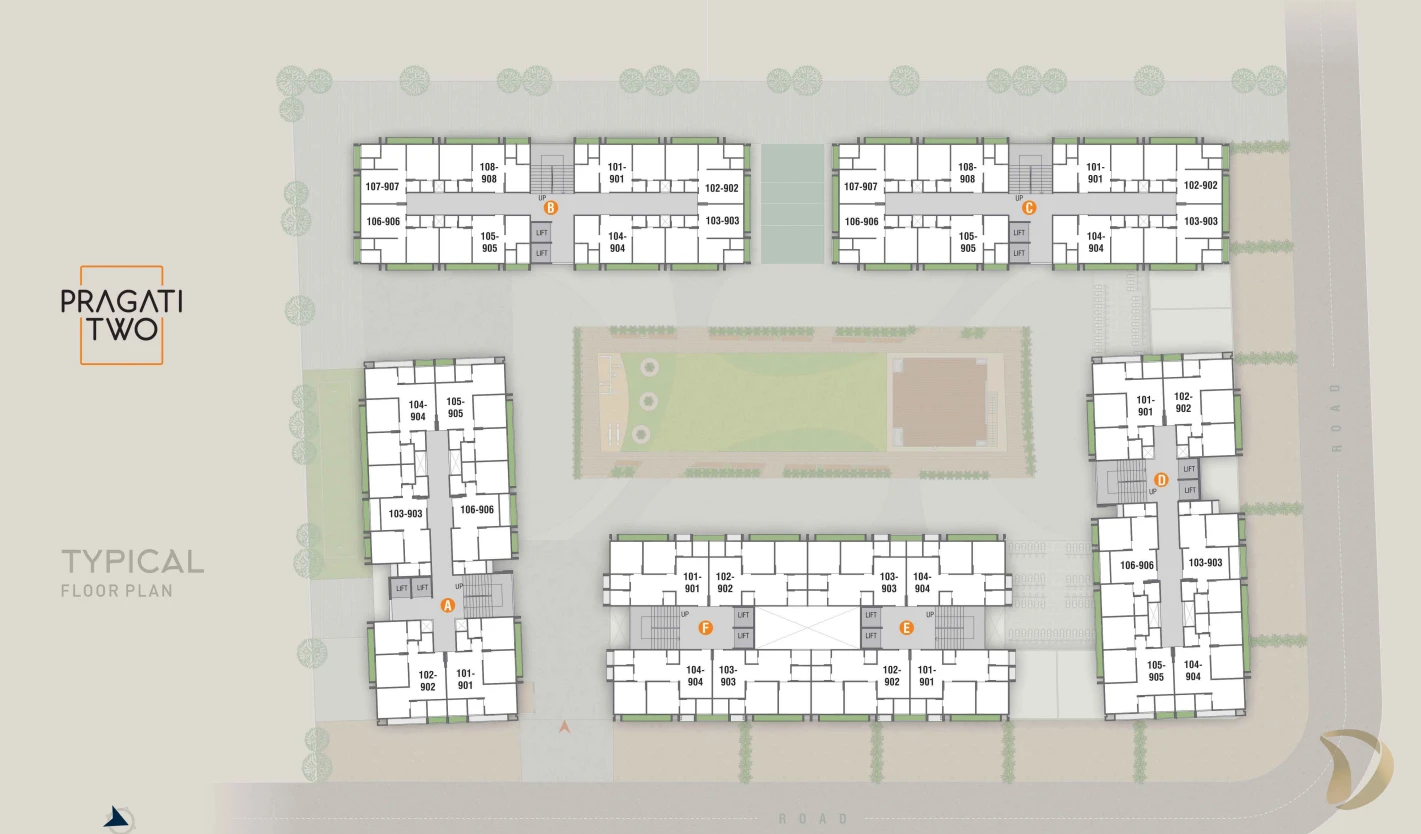 PRAGATI
TWO
TYPICAL
FLOOR PLAN
107-907
108-
908
101-
901
102-902
106-906
105-
905
104-
904
103-903
UP
B
LIFT
LIFT
107-907
108-
908
101-
901
102-902
106-906
105-
905
104-
904
103-903
UP
C
LIFT
LIFT
104-
904
105-
905
103-903
106-906
LIFT
LIFT
UP
A
102-
902
101-
901
101-
901
102-
902
LIFT
LIFT
UP
D
106-906
103-903
105-
905
104-
904
101-
901
102-
902
UP
LIFT
LIFT
F
104-
904
103-
903
103-
903
104-
904
LIFT
LIFT
UP
E
102-
902
101-
901
ROAD
ROAD